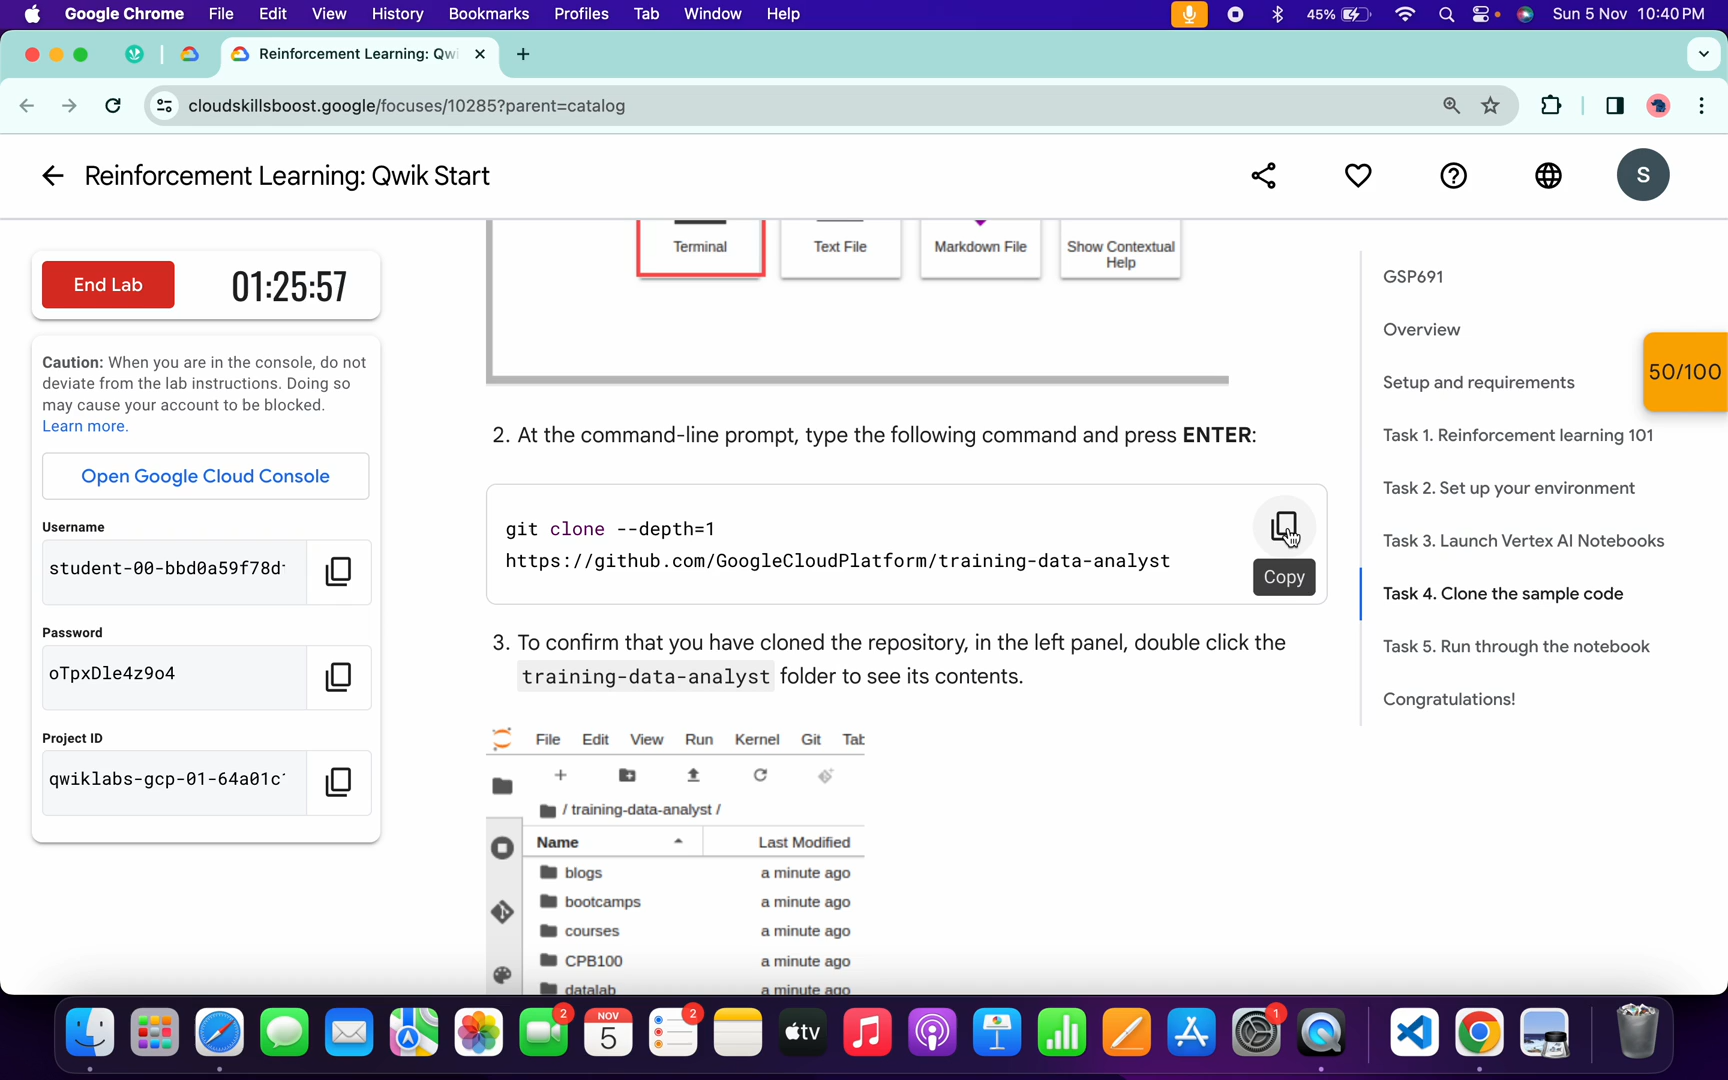 Google Chrome File Edit View History Bookmarks Profiles Tab Window Help 45% Sun 5 Nov 10:40 PM
Reinforcement Learning: Qwi
cloudskillsboost.google/focuses/10285?parent=catalog
Reinforcement Learning: Qwik Start
S
End Lab
01:25:57
Caution: When you are in the console, do not
deviate from the lab instructions. Doing so
may cause your account to be blocked.
Learn more.
Open Google Cloud Console
Username
student-00-bbd0a59f78d
Password
oTpxDle4z9o4
Project ID
qwiklabs-gcp-01-64a01c
Terminal
Text File
Markdown File
Show Contextual
Help
2. At the command-line prompt, type the following command and press ENTER:
git clone --depth=1
https://github.com/GoogleCloudPlatform/training-data-analyst
Copy
3. To confirm that you have cloned the repository, in the left panel, double click the
training-data-analyst folder to see its contents.
File Edit View Run Kernel Git Tab
/ training-data-analyst /
Name Last Modified
blogs a minute ago
bootcamps a minute ago
courses a minute ago
CPB100 a minute ago
datalab a minute ago
GSP691
Overview
Setup and requirements
Task 1. Reinforcement learning 101
Task 2. Set up your environment
Task 3. Launch Vertex AI Notebooks
Task 4. Clone the sample code
Task 5. Run through the notebook
Congratulations!
50/100
2
NOV
5
2
tv
1